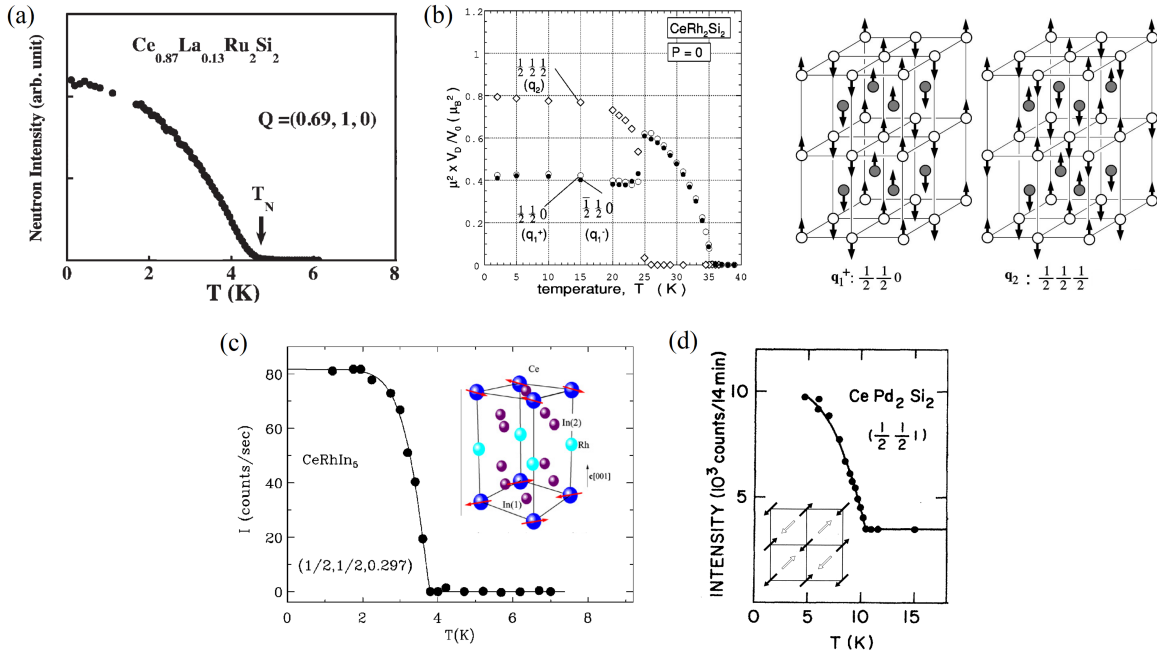 (a)
Neutron Intensity (arb. unit)
Ce0.87La0.13Ru2Si2
Q =(0.69, 1, 0)
TN
0 2 4 6 8
T (K)
(b)
μ² x VD/V0 ( μB² )
1.2
1
0.8
0.6
0.4
0.2
0
CeRh2Si2
P = 0
1/2 1/2 1/2
(q2)
1/2 1/2 0
(q1+)
1̅/2 1/2 0
(q1-)
0 5 10 15 20 25 30 35 40
temperature, T ( K )
q1+: 1/2 1/2 0
q2 : 1/2 1/2 1/2
(c)
I (counts/sec)
80
60
40
20
0
CeRhIn5
(1/2,1/2,0.297)
Ce
In(2)
Rh
c[001]
In(1)
0 2 4 6 8
T(K)
(d)
INTENSITY (10³ counts/14 min)
10
5
Ce Pd2 Si2
(1/2 1/2 1)
0 5 10 15
T (K)